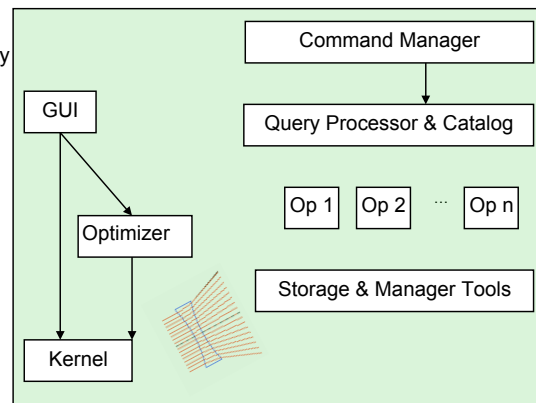 y
Command Manager
GUI
Query Processor & Catalog
Op 1 Op 2 ... Op n
Optimizer
Storage & Manager Tools
Kernel